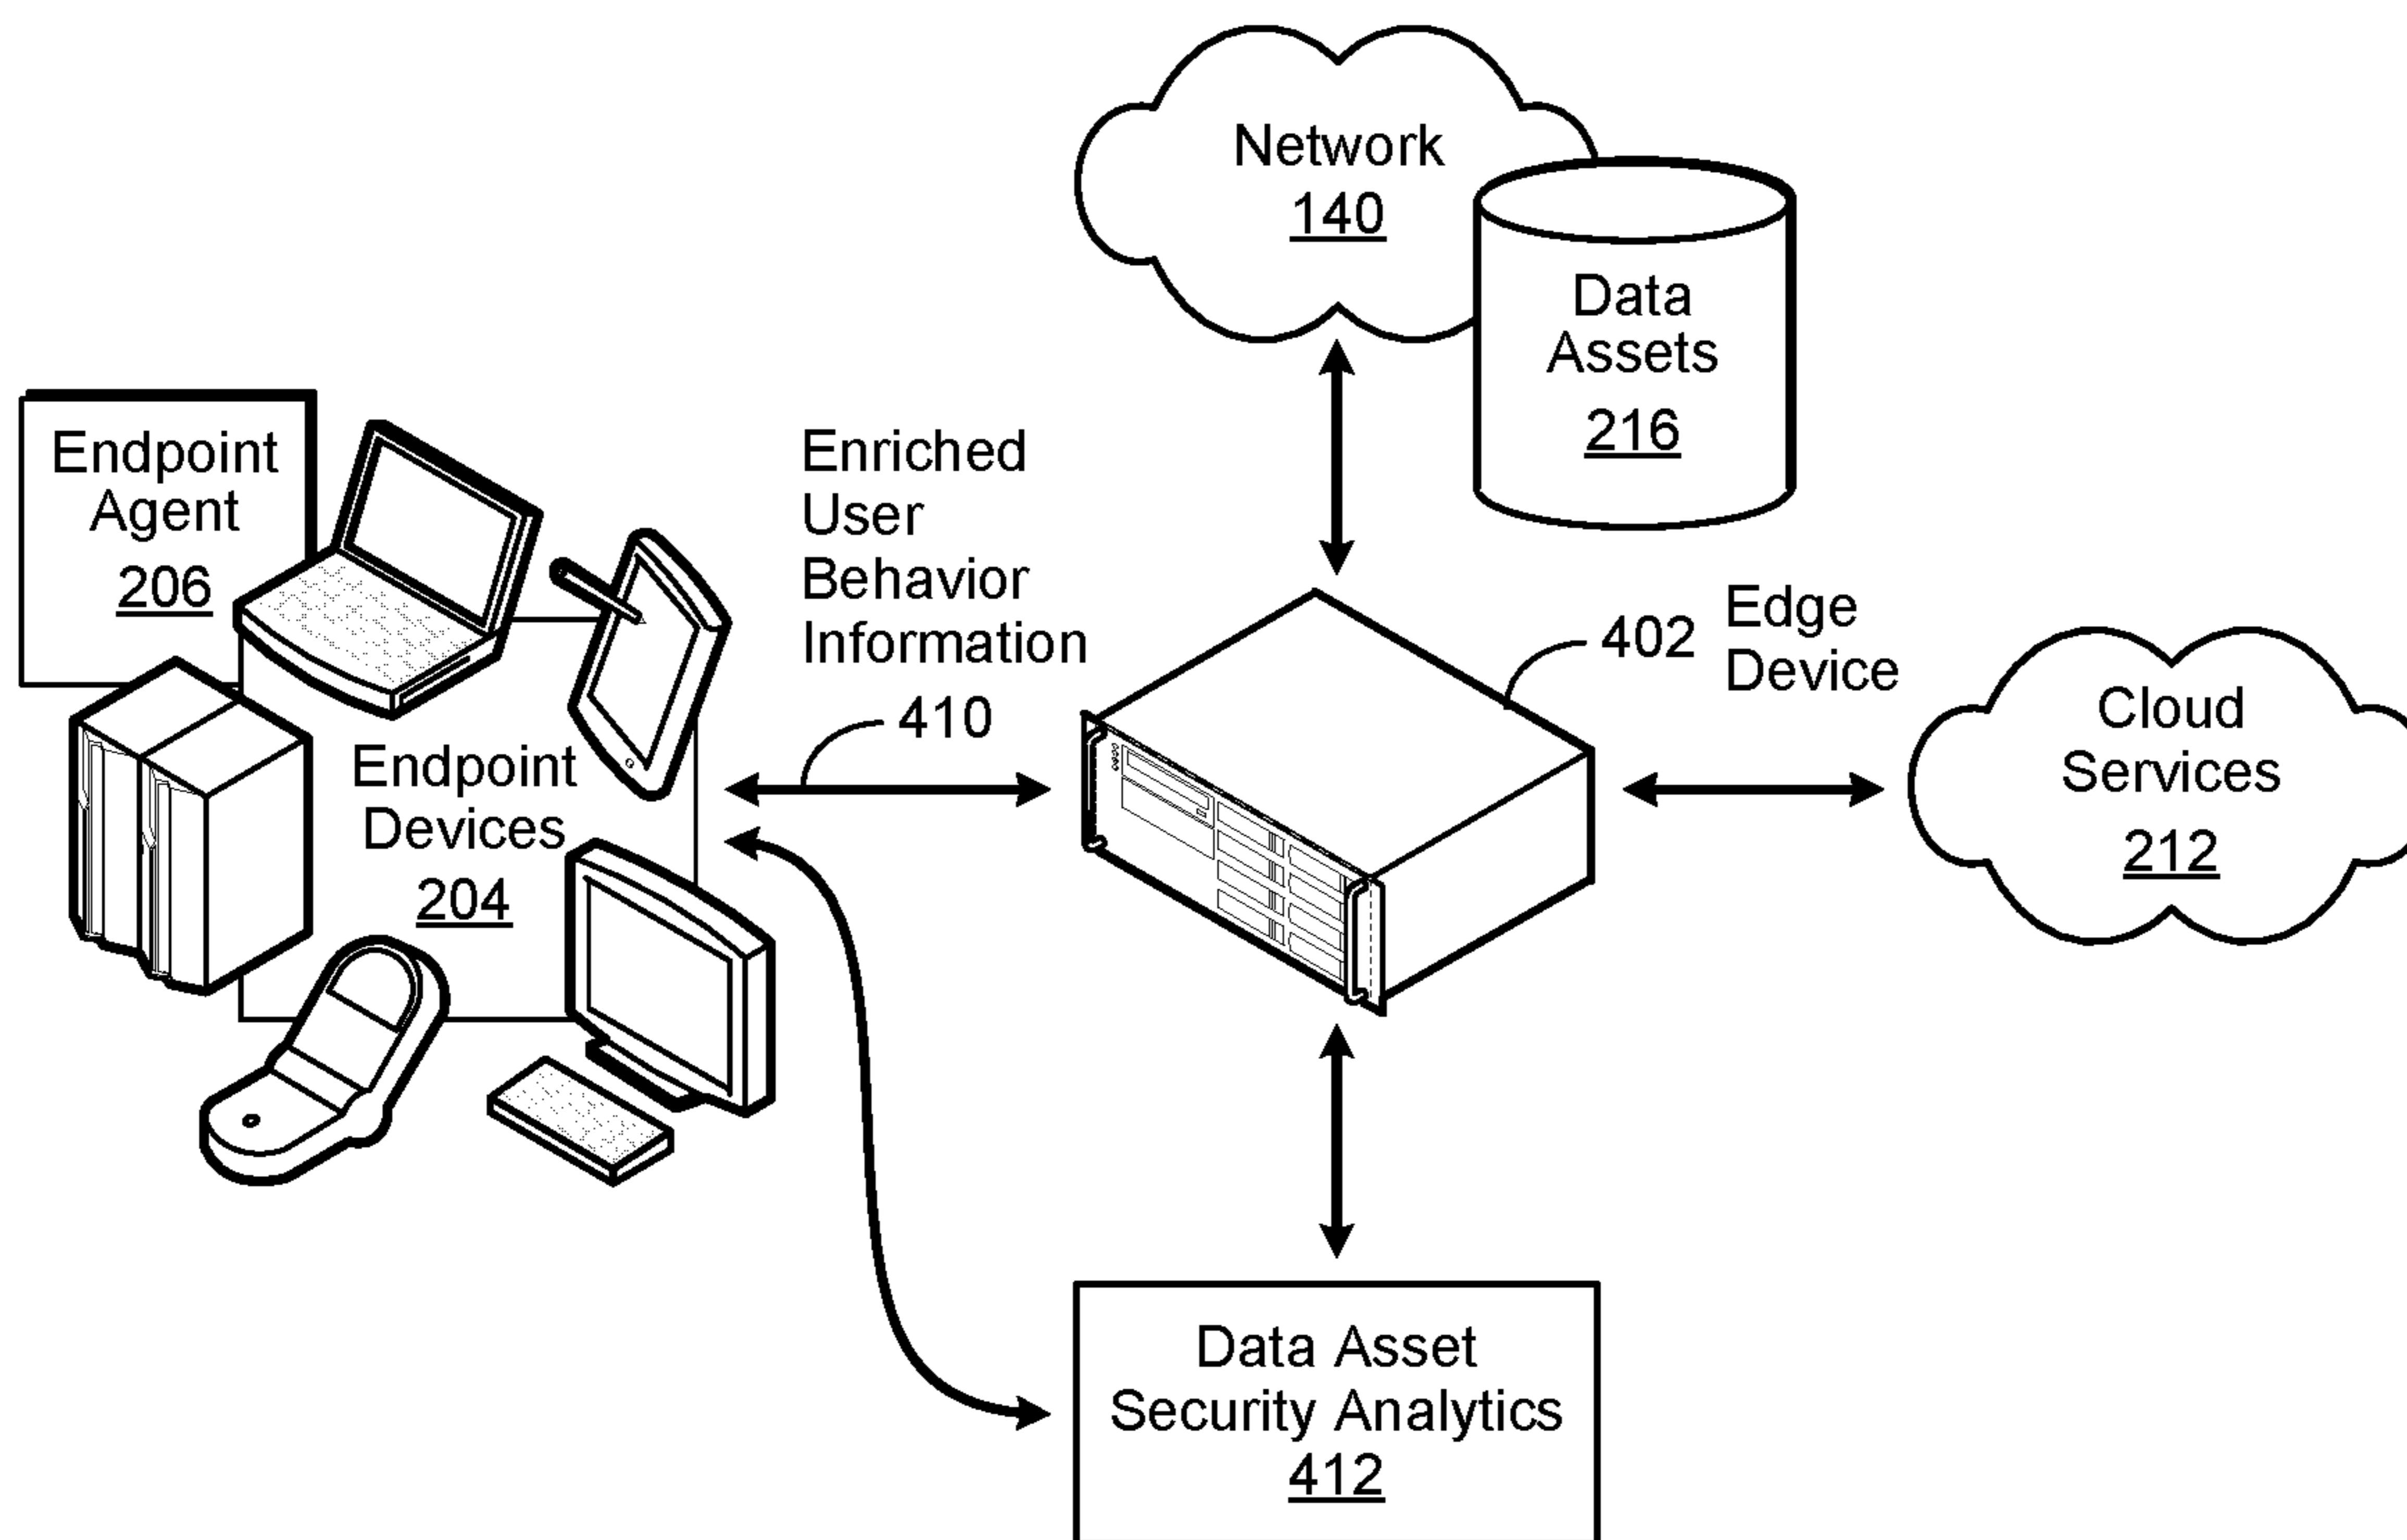 Network
140
Data
Assets
216
Endpoint
Agent
206
Enriched
User
Behavior
Information
410
402
Edge
Device
Cloud
Services
212
Endpoint
Devices
204
Data Asset
Security Analytics
412